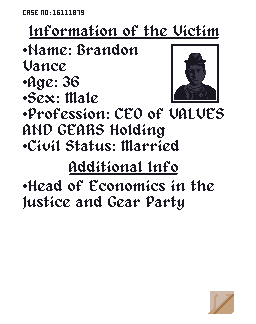 CASE NO:16111879
Information of the Victim
•Name: Brandon
Vance
•Age: 36
•Sex: Male
•Profession: CEO of VALVES
AND GEARS Holding
•Civil Status: Married
Additional Info
•Head of Economics in the
Justice and Gear Party